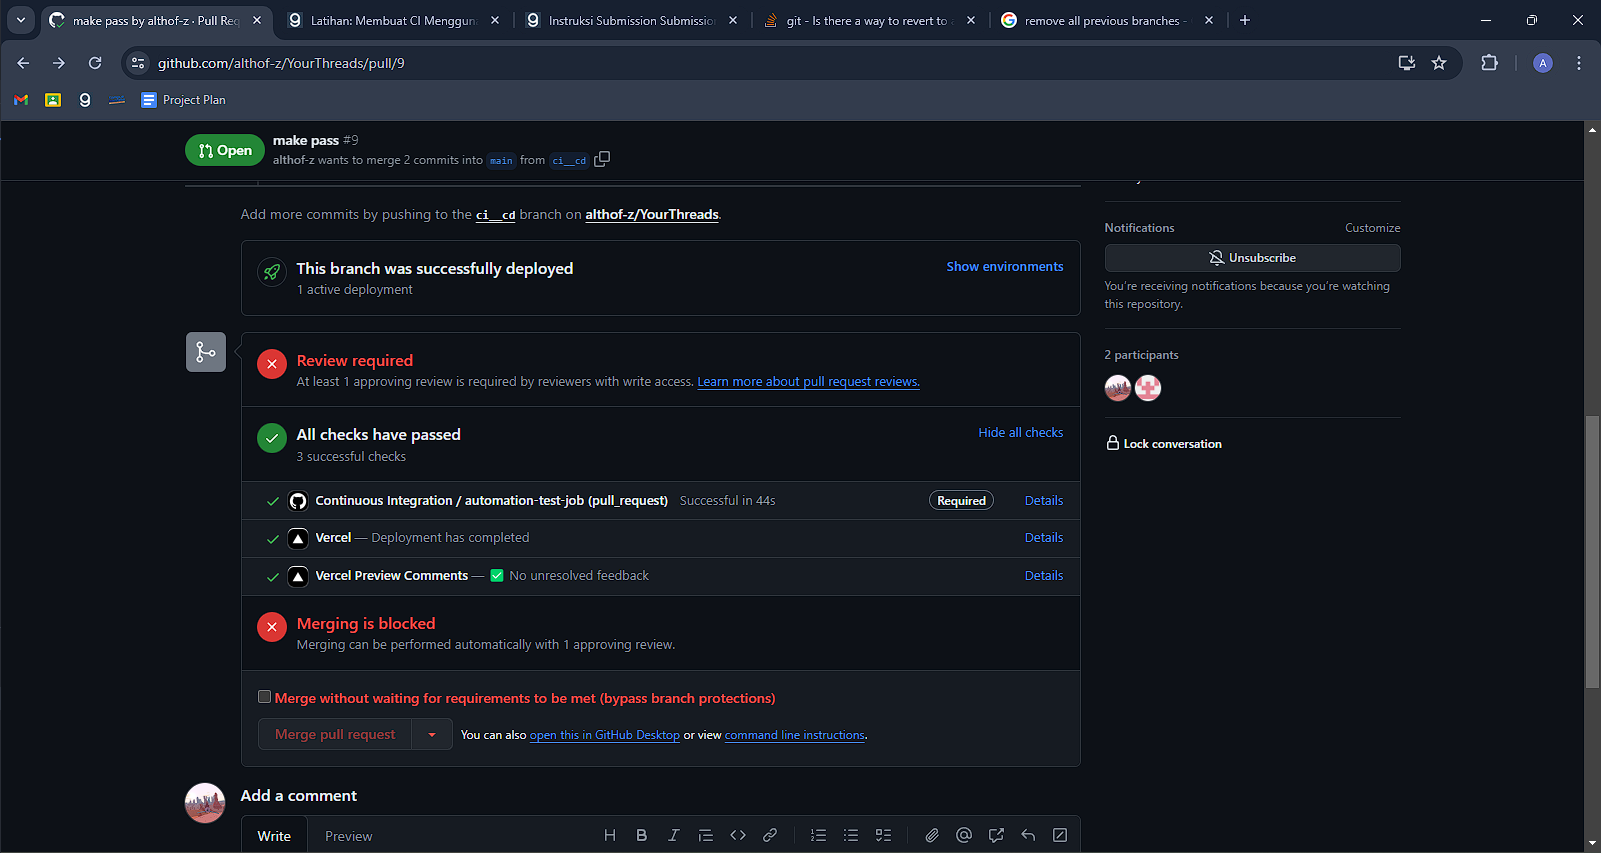 make pass by althof-z · Pull Req
Latihan: Membuat CI Mengguna
Instruksi Submission Submissio
git - Is there a way to revert to a
remove all previous branches -
github.com/althof-z/YourThreads/pull/9
A
Project Plan
Open
make pass #9
althof-z wants to merge 2 commits into main from ci__cd
Add more commits by pushing to the ci__cd branch on althof-z/YourThreads.
This branch was successfully deployed
1 active deployment
Show environments
Review required
At least 1 approving review is required by reviewers with write access. Learn more about pull request reviews.
All checks have passed
3 successful checks
Hide all checks
Continuous Integration / automation-test-job (pull_request) Successful in 44s
Required
Details
Vercel — Deployment has completed
Details
Vercel Preview Comments — ✅ No unresolved feedback
Details
Merging is blocked
Merging can be performed automatically with 1 approving review.
Merge without waiting for requirements to be met (bypass branch protections)
Merge pull request
You can also open this in GitHub Desktop or view command line instructions.
Add a comment
Write
Preview
H B I
Notifications
Customize
Unsubscribe
You're receiving notifications because you're watching
this repository.
2 participants
Lock conversation